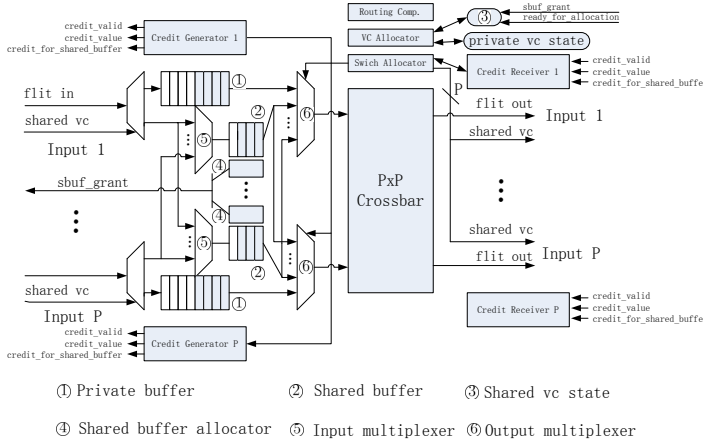 credit_valid
credit_value
credit_for_shared_buffer
Credit Generator 1
Routing Comp.
VC Allocator
Swich Allocator
③
sbuf_grant
ready_for_allocation
private vc state
Credit Receiver 1
credit_valid
credit_value
credit_for_shared_buffe
P
flit in
shared vc
Input 1
①
②
⑤
④
⑥
sbuf_grant
PxP
Crossbar
flit out
Input 1
shared vc
④
⑤
②
①
⑥
shared vc
flit out
Input P
shared vc
Input P
credit_valid
credit_value
credit_for_shared_buffer
Credit Generator P
Credit Receiver P
credit_valid
credit_value
credit_for_shared_buffe
① Private buffer
② Shared buffer
③ Shared vc state
④ Shared buffer allocator
⑤ Input multiplexer
⑥ Output multiplexer